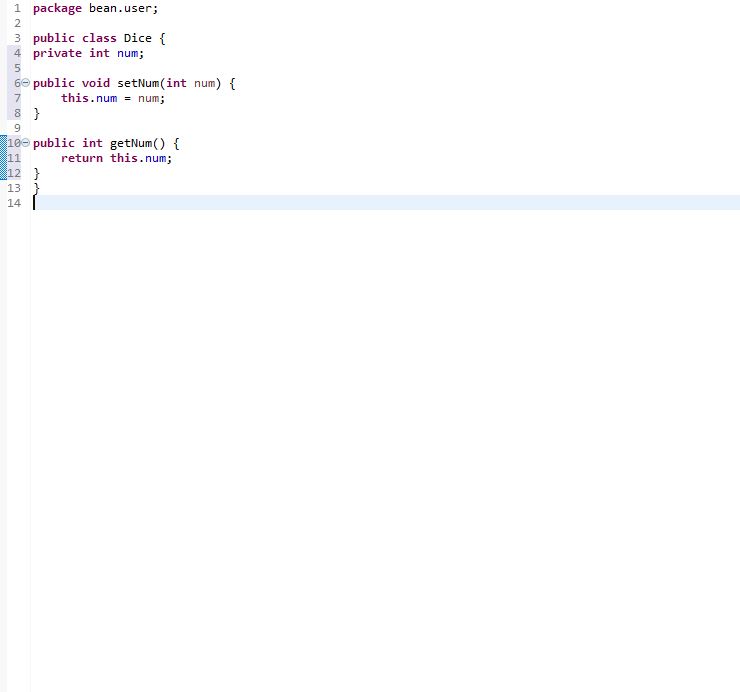 1 package bean.user;
2
3 public class Dice {
4 private int num;
5
6 public void setNum(int num) {
7     this.num = num;
8 }
9
10 public int getNum() {
11     return this.num;
12 }
13 }
14